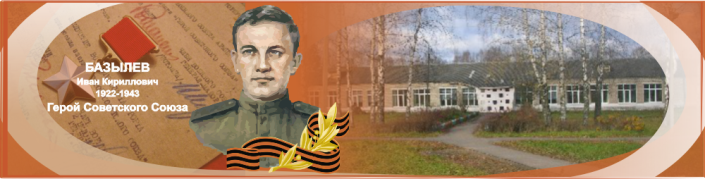 БАЗЫЛЕВ
Иван Кириллович
1922-1943
Герой Советского Союза